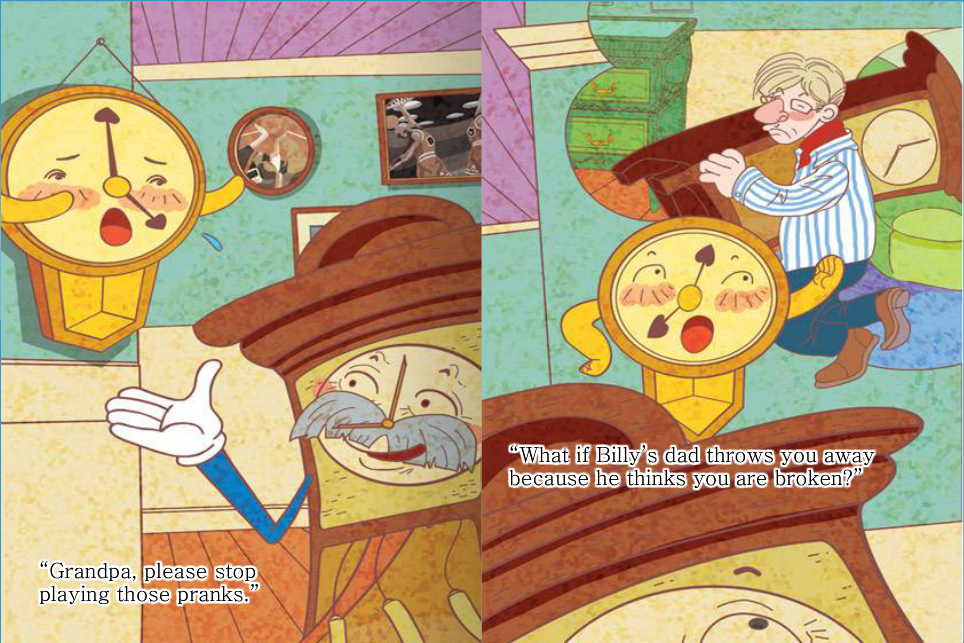 “Grandpa, please stop
playing those pranks.”
“What if Billy’s dad throws you away
because he thinks you are broken?”